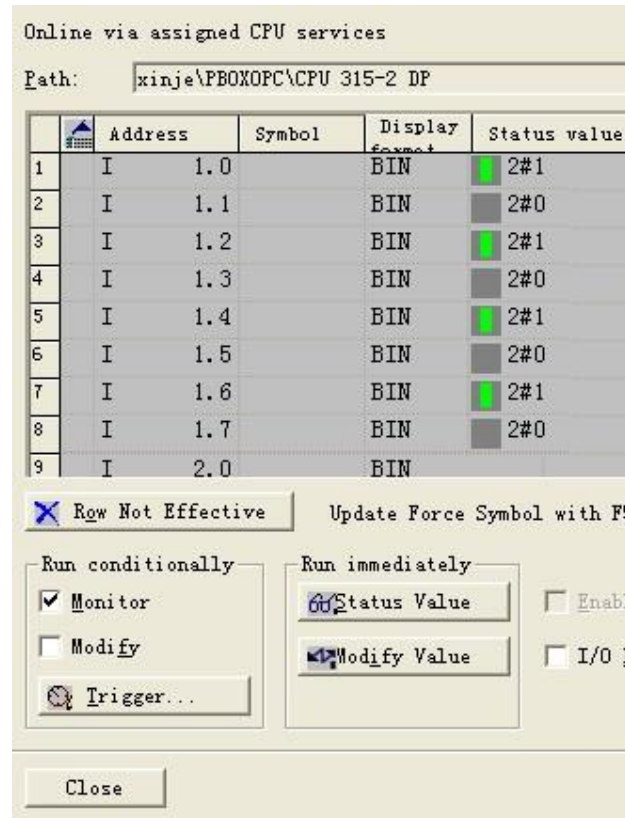 Online via assigned CPU services
Path: xinje\PBOXOPC\CPU 315-2 DP
Address Symbol Display format Status value
1 I 1.0 BIN 2#1
2 I 1.1 BIN 2#0
3 I 1.2 BIN 2#1
4 I 1.3 BIN 2#0
5 I 1.4 BIN 2#1
6 I 1.5 BIN 2#0
7 I 1.6 BIN 2#1
8 I 1.7 BIN 2#0
9 I 2.0 BIN
Row Not Effective Update Force Symbol with F
Run conditionally Run immediately
Monitor Status Value Enab
Modify Modify Value I/O
Trigger...
Close